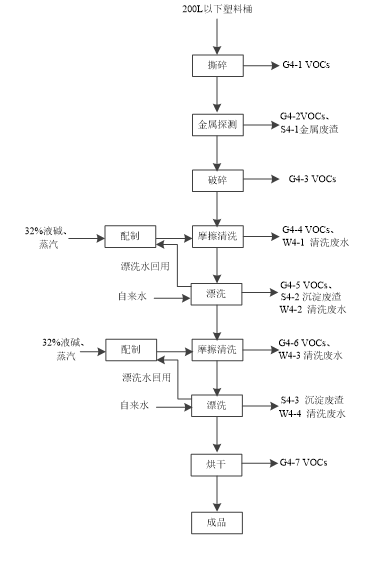 200L以下塑料桶
撕碎
G4-1 VOCs
金属探测
G4-2VOCs、
S4-1金属废渣
破碎
G4-3 VOCs
32%液碱、
蒸汽
配制
摩擦清洗
G4-4 VOCs、
W4-1 清洗废水
漂洗水回用
自来水
漂洗
G4-5 VOCs、
S4-2 沉淀废渣
W4-2 清洗废水
32%液碱、
蒸汽
配制
摩擦清洗
G4-6 VOCs、
W4-3 清洗废水
漂洗水回用
自来水
漂洗
S4-3 沉淀废渣
W4-4 清洗废水
烘干
G4-7 VOCs
成品